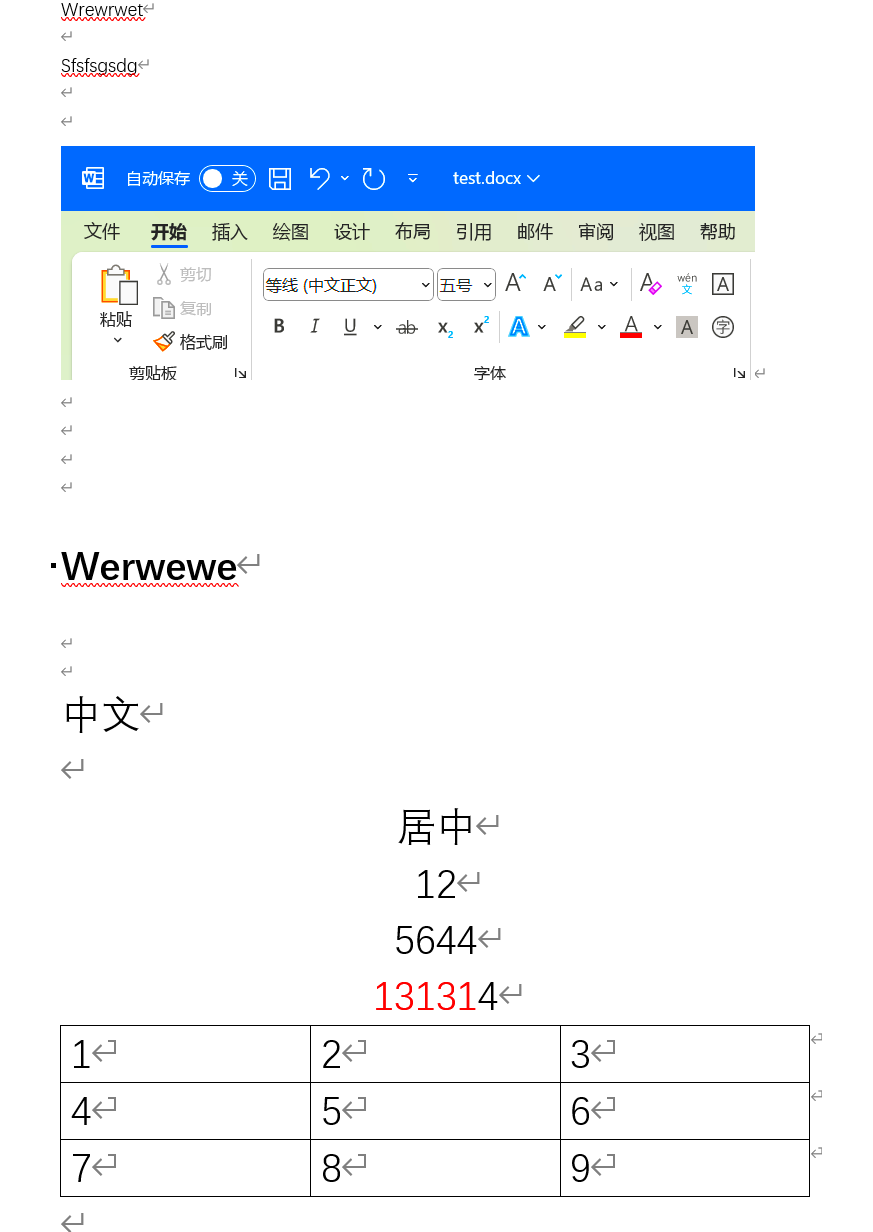 Wrewrwet
Sfsfsgsdg
自动保存 关 test.docx
文件 开始 插入 绘图 设计 布局 引用 邮件 审阅 视图 帮助
剪切
复制
粘贴
格式刷
剪贴板
等线 (中文正文) 五号 A A Aa A wén 文 A
B I U ab x2 x2 A A A 字
字体
Werwewe
中文
居中
12
5644
131314
1 2 3
4 5 6
7 8 9